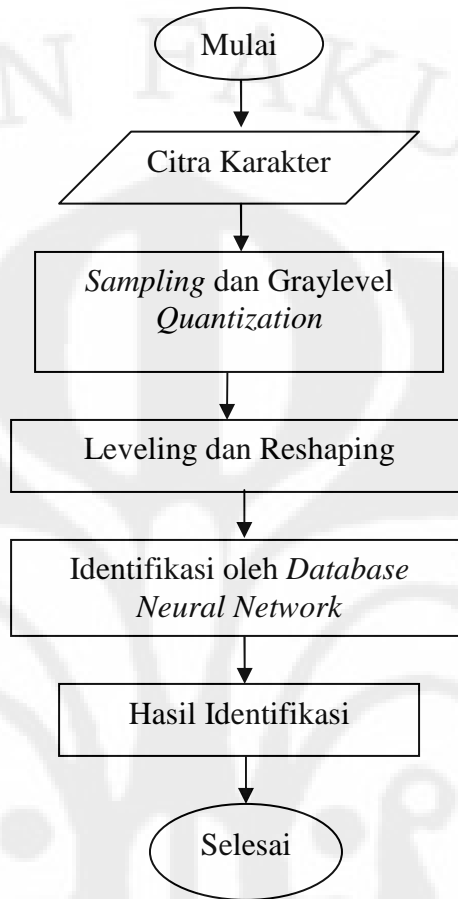 Mulai
Citra Karakter
Sampling dan Graylevel
Quantization
Leveling dan Reshaping
Identifikasi oleh Database
Neural Network
Hasil Identifikasi
Selesai